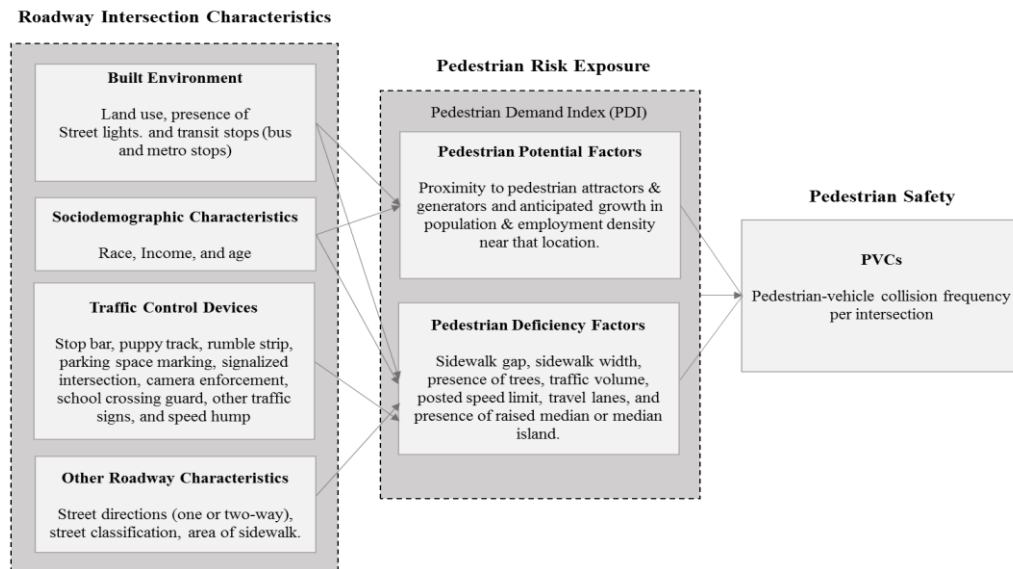 Roadway Intersection Characteristics
Built Environment
Land use, presence of
Street lights. and transit stops (bus
and metro stops)
Sociodemographic Characteristics
Race, Income, and age
Traffic Control Devices
Stop bar, puppy track, rumble strip,
parking space marking, signalized
intersection, camera enforcement,
school crossing guard, other traffic
signs, and speed hump
Other Roadway Characteristics
Street directions (one or two-way),
street classification, area of sidewalk.
Pedestrian Risk Exposure
Pedestrian Demand Index (PDI)
Pedestrian Potential Factors
Proximity to pedestrian attractors &
generators and anticipated growth in
population & employment density
near that location.
Pedestrian Deficiency Factors
Sidewalk gap, sidewalk width,
presence of trees, traffic volume,
posted speed limit, travel lanes, and
presence of raised median or median
island.
Pedestrian Safety
PVCs
Pedestrian-vehicle collision frequency
per intersection